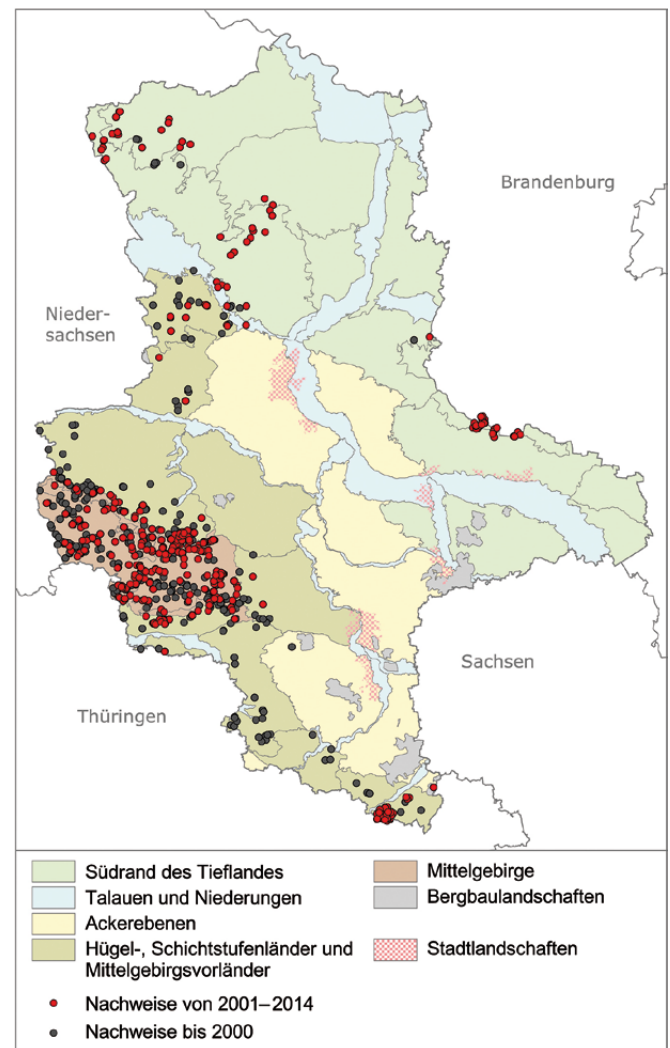 Brandenburg
Nieder-
sachsen
Sachsen
Thüringen
Südrand des Tieflandes
Talauen und Niederungen
Ackerebenen
Hügel-, Schichtstufenländer und
Mittelgebirgsvorländer
Mittelgebirge
Bergbaulandschaften
Stadtlandschaften
Nachweise von 2001–2014
Nachweise bis 2000